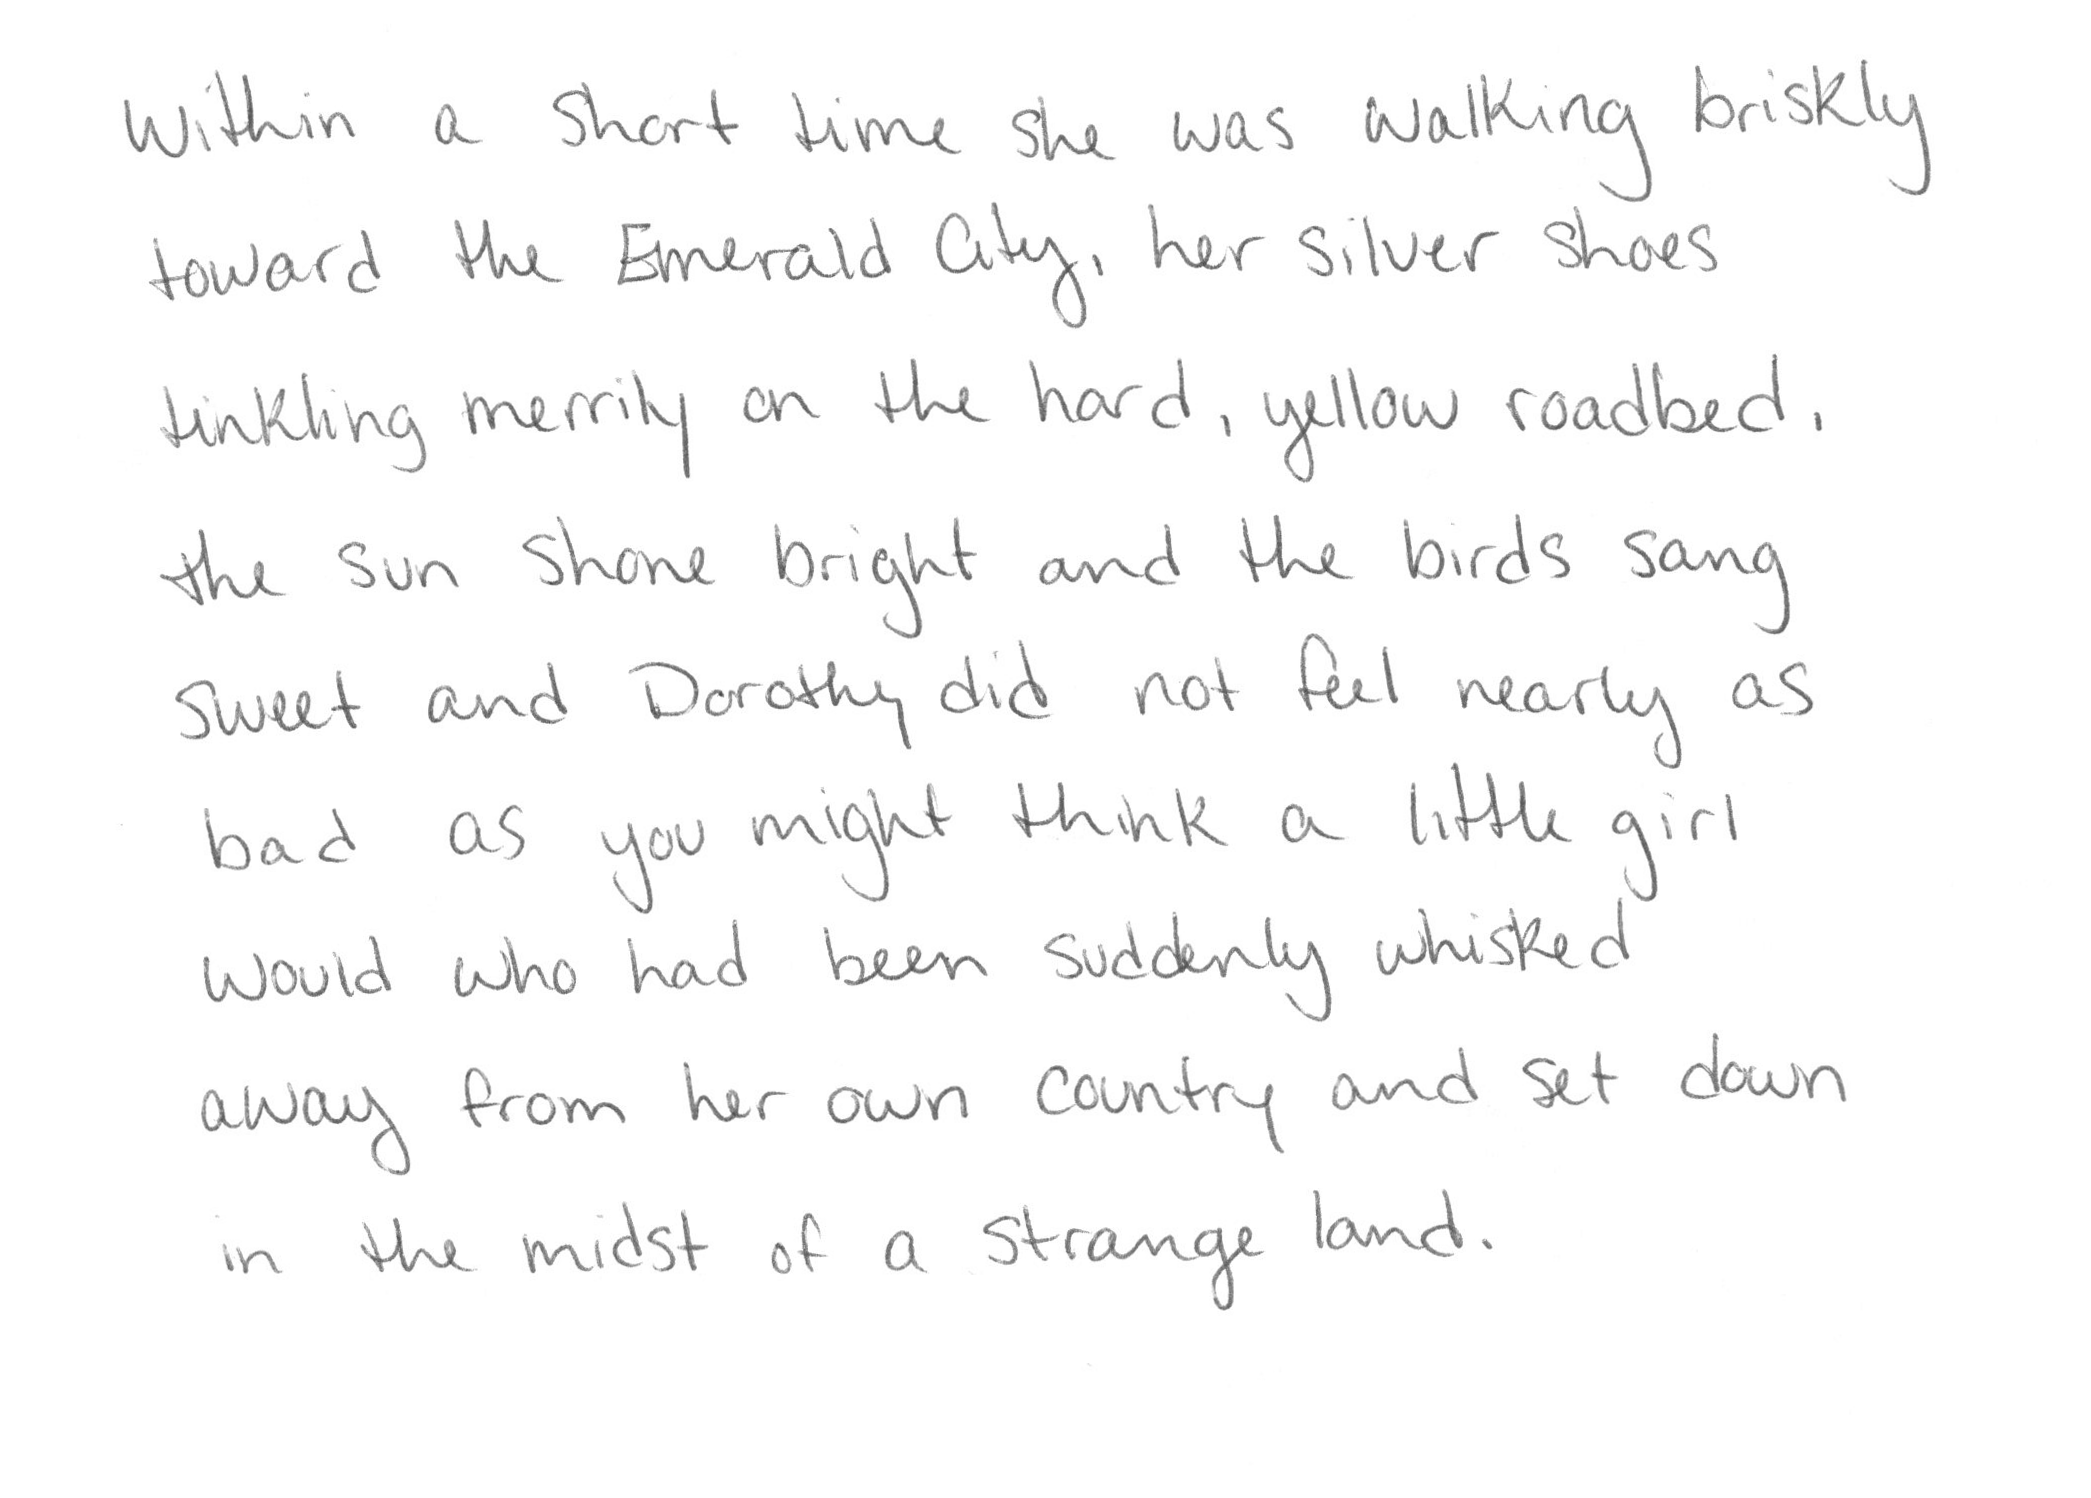 Within a short time she was walking briskly
toward the Emerald City, her silver shoes
tinkling merrily on the hard, yellow roadbed,
the sun shone bright and the birds sang
sweet and Dorothy did not feel nearly as
bad as you might think a little girl
would who had been suddenly whisked
away from her own country and set down
in the midst of a strange land.